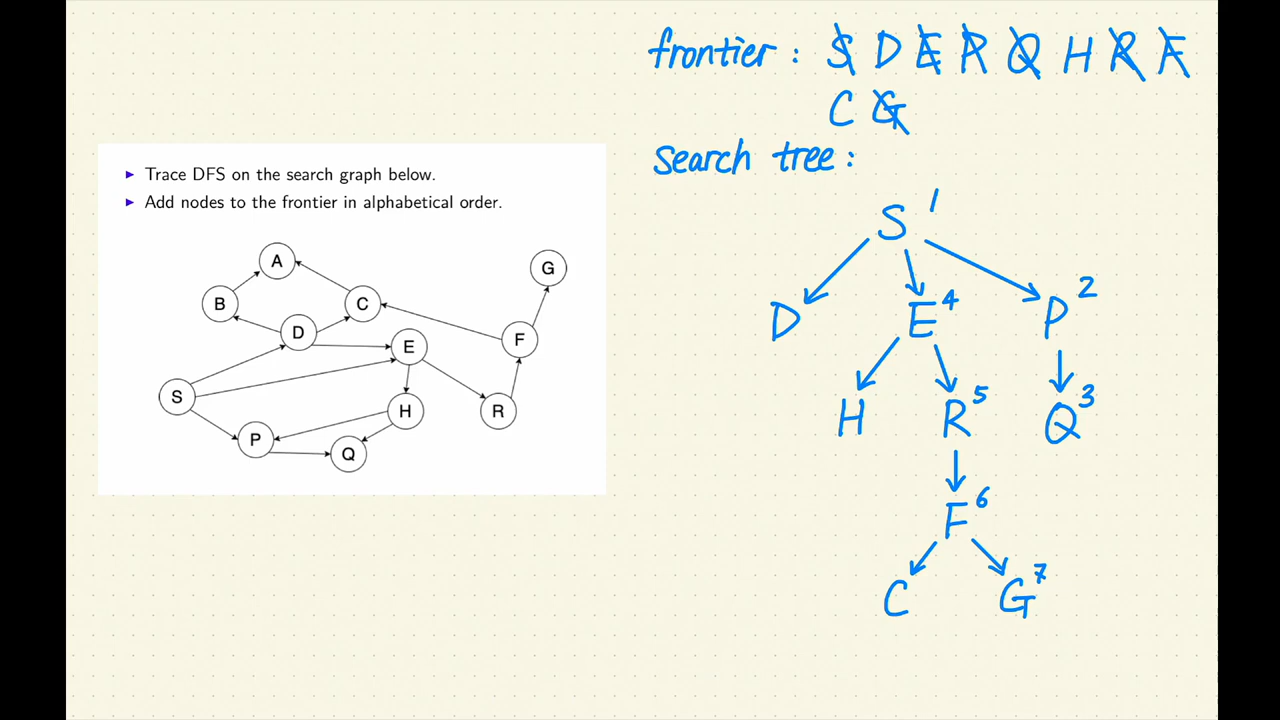 frontier : S D E P Q H R F
C G
search tree :
► Trace DFS on the search graph below.
► Add nodes to the frontier in alphabetical order.
A
G
B
C
D
E
F
S
H
R
P
Q
S 1
D E 4 P 2
H R 5 Q 3
F 6
C G 7